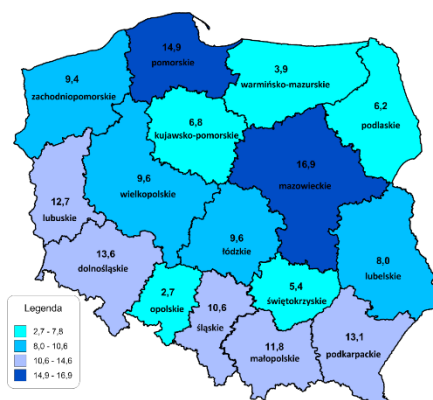 14,9
pomorskie
3,9
warmińsko-mazurskie
9,4
zachodniopomorskie
6,2
podlaskie
6,8
kujawsko-pomorskie
16,9
mazowieckie
9,6
wielkopolskie
12,7
lubuskie
9,6
łódzkie
8,0
lubelskie
13,6
dolnośląskie
2,7
opolskie
5,4
świętokrzyskie
10,6
śląskie
11,8
małopolskie
13,1
podkarpackie
Legenda
2,7 - 7,8
8,0 - 10,6
10,6 - 14,6
14,9 - 16,9